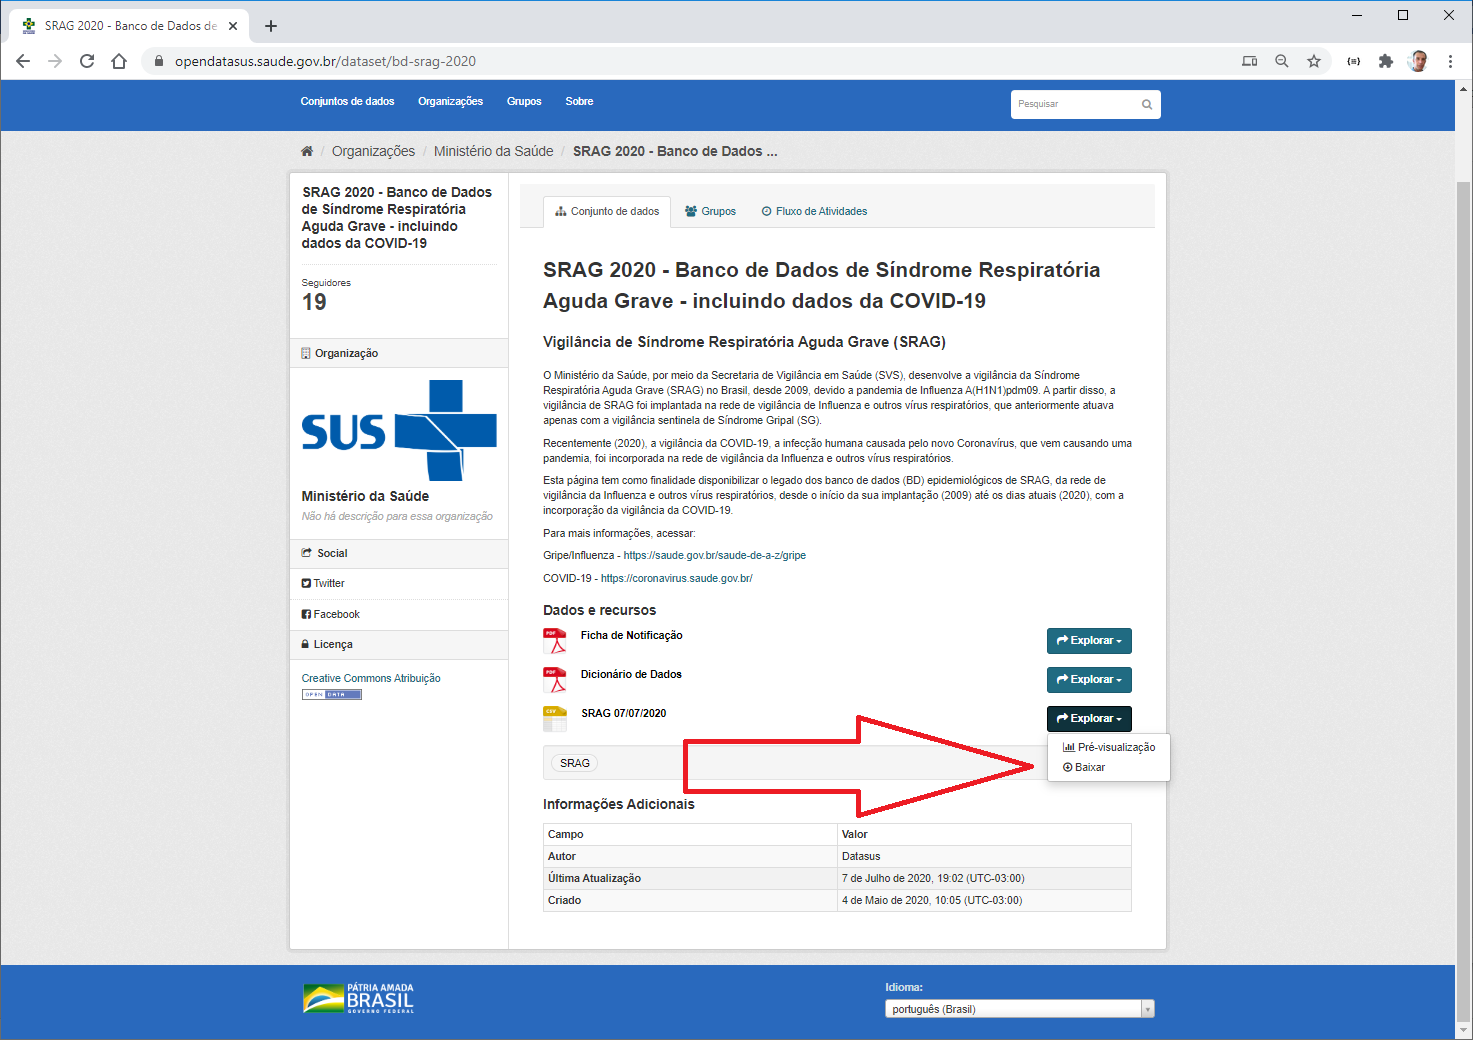 SRAG 2020 - Banco de Dados de
opendatasus.saude.gov.br/dataset/bd-srag-2020
Conjuntos de dados Organizações Grupos Sobre
Pesquisar
/ Organizações / Ministério da Saúde / SRAG 2020 - Banco de Dados ...
SRAG 2020 - Banco de Dados
de Síndrome Respiratória
Aguda Grave - incluindo
dados da COVID-19
Seguidores
19
Organização
SUS
Ministério da Saúde
Não há descrição para essa organização
Social
Twitter
Facebook
Licença
Creative Commons Atribuição
OPEN DATA
Conjunto de dados Grupos Fluxo de Atividades
SRAG 2020 - Banco de Dados de Síndrome Respiratória
Aguda Grave - incluindo dados da COVID-19
Vigilância de Síndrome Respiratória Aguda Grave (SRAG)
O Ministério da Saúde, por meio da Secretaria de Vigilância em Saúde (SVS), desenvolve a vigilância da Síndrome
Respiratória Aguda Grave (SRAG) no Brasil, desde 2009, devido a pandemia de Influenza A(H1N1)pdm09. A partir disso, a
vigilância de SRAG foi implantada na rede de vigilância de Influenza e outros vírus respiratórios, que anteriormente atuava
apenas com a vigilância sentinela de Síndrome Gripal (SG).
Recentemente (2020), a vigilância da COVID-19, a infecção humana causada pelo novo Coronavírus, que vem causando uma
pandemia, foi incorporada na rede de vigilância da Influenza e outros vírus respiratórios.
Esta página tem como finalidade disponibilizar o legado dos banco de dados (BD) epidemiológicos de SRAG, da rede de
vigilância da Influenza e outros vírus respiratórios, desde o início da sua implantação (2009) até os dias atuais (2020), com a
incorporação da vigilância da COVID-19.
Para mais informações, acessar:
Gripe/Influenza - https://saude.gov.br/saude-de-a-z/gripe
COVID-19 - https://coronavirus.saude.gov.br/
Dados e recursos
PDF Ficha de Notificação Explorar
PDF Dicionário de Dados Explorar
CSV SRAG 07/07/2020 Explorar
Pré-visualização
Baixar
SRAG
Informações Adicionais
Campo Valor
Autor Datasus
Última Atualização 7 de Julho de 2020, 19:02 (UTC-03:00)
Criado 4 de Maio de 2020, 10:05 (UTC-03:00)
PÁTRIA AMADA
BRASIL
GOVERNO FEDERAL
Idioma:
português (Brasil)